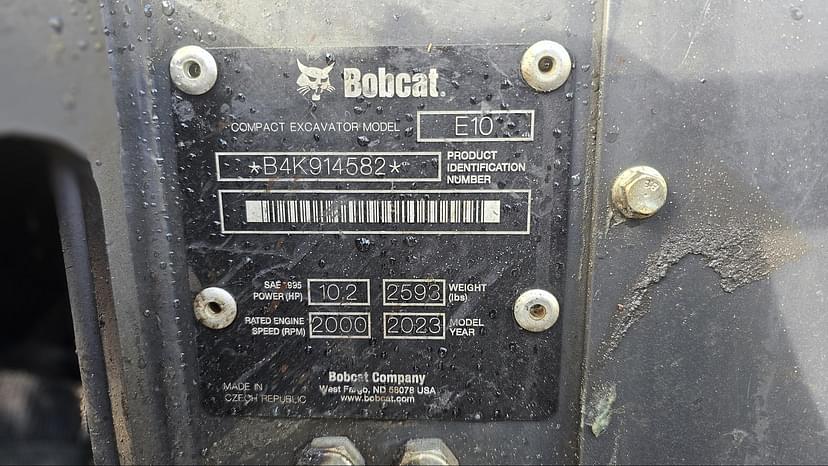 Bobcat.
COMPACT EXCAVATOR MODEL E10
*B4K914582*
PRODUCT
IDENTIFICATION
NUMBER
SAE 1995
POWER (HP) 10.2 2593 WEIGHT
(lbs)
RATED ENGINE
SPEED (RPM) 2000 2023 MODEL
YEAR
Bobcat Company
West Fargo, ND 58078 USA
www.bobcat.com
MADE IN
CZECH REPUBLIC